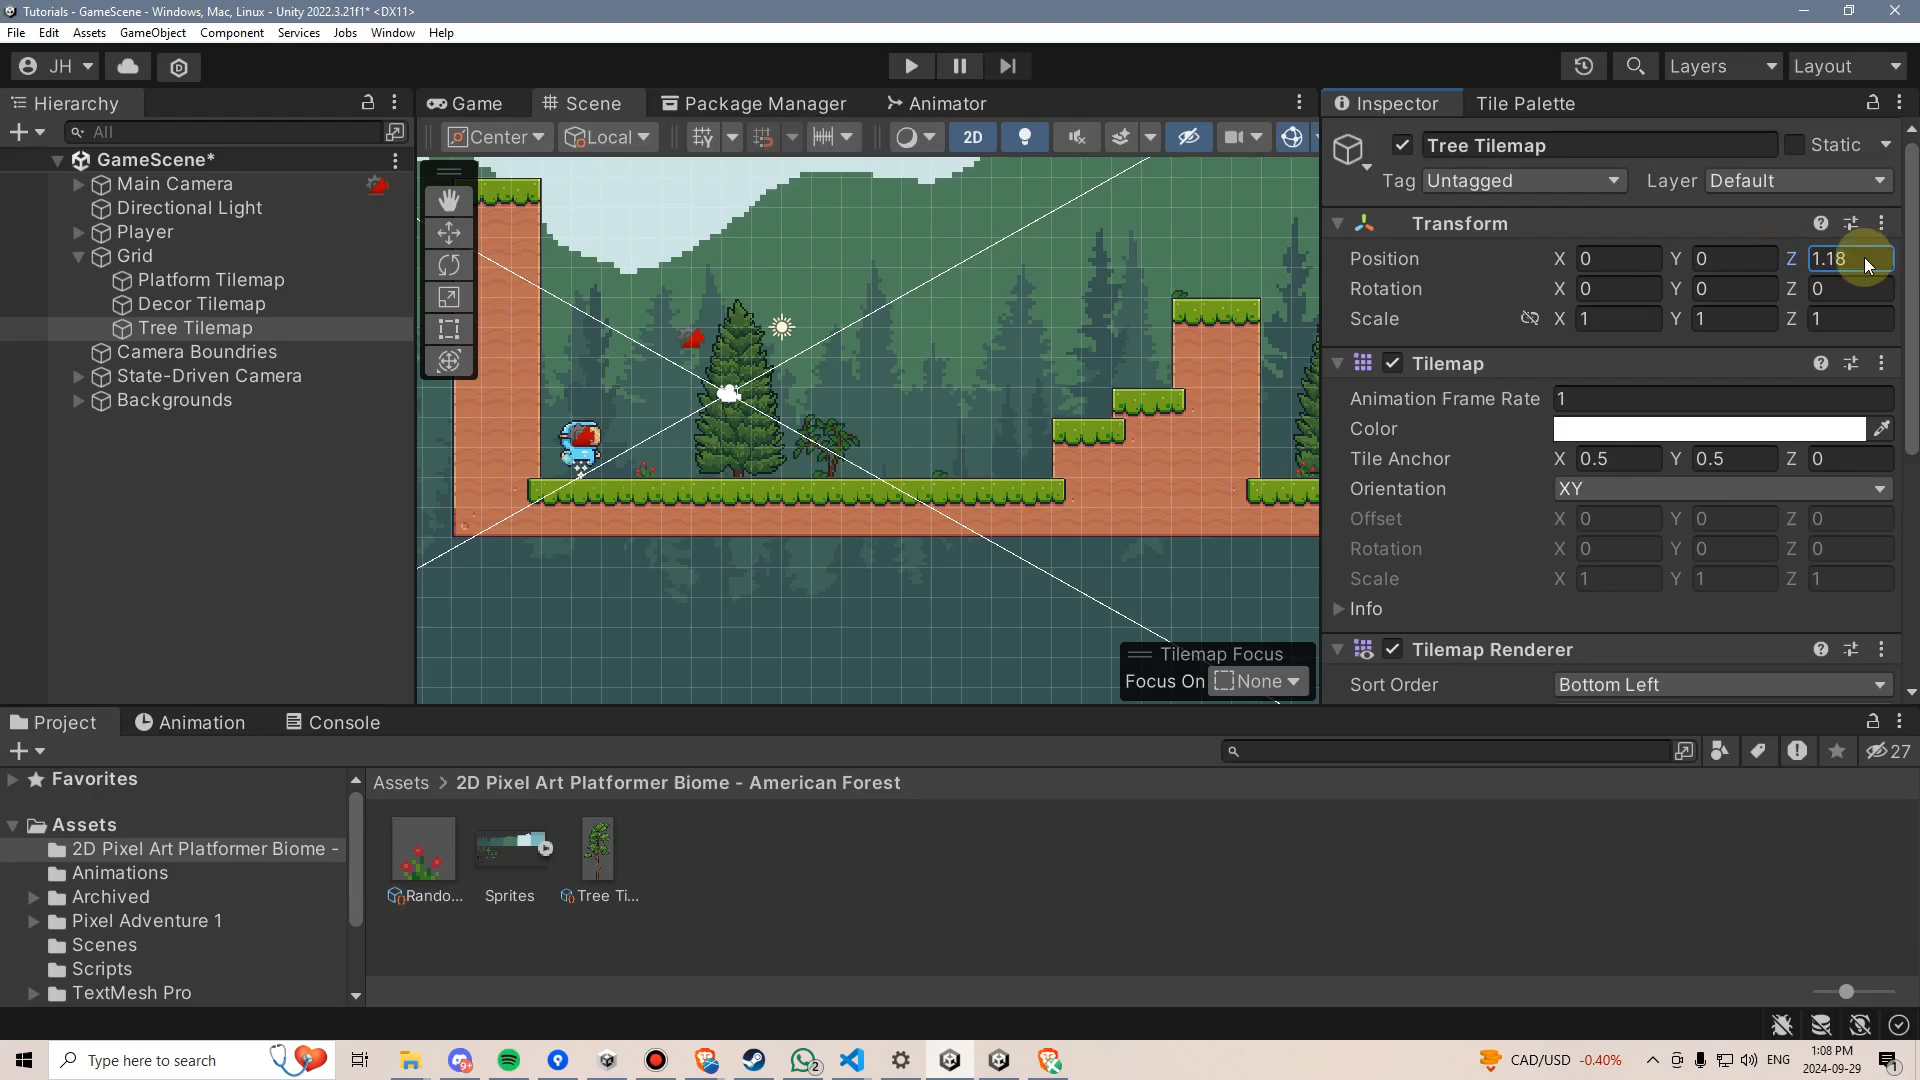 Tutorials - GameScene - Windows, Mac, Linux - Unity 2022.3.21f1* <DX11>
File Edit Assets GameObject Component Services Jobs Window Help
JH Layers Layout
Hierarchy Game Scene Package Manager Animator Inspector Tile Palette
All Center Local 2D
GameScene*
Main Camera
Directional Light
Player
Grid
Platform Tilemap
Decor Tilemap
Tree Tilemap
Camera Boundries
State-Driven Camera
Backgrounds
Tilemap Focus
Focus On None
Tree Tilemap Static
Tag Untagged Layer Default
Transform
Position X 0 Y 0 Z 1.18
Rotation X 0 Y 0 Z 0
Scale X 1 Y 1 Z 1
Tilemap
Animation Frame Rate 1
Color
Tile Anchor X 0.5 Y 0.5 Z 0
Orientation XY
Offset X 0 Y 0 Z 0
Rotation X 0 Y 0 Z 0
Scale X 1 Y 1 Z 1
Info
Tilemap Renderer
Sort Order Bottom Left
Project Animation Console
27
Favorites
Assets
2D Pixel Art Platformer Biome -
Animations
Archived
Pixel Adventure 1
Scenes
Scripts
TextMesh Pro
Assets > 2D Pixel Art Platformer Biome - American Forest
Rando... Sprites Tree Ti...
Type here to search
9+ 2
CAD/USD -0.40%
ENG
1:08 PM
2024-09-29
1